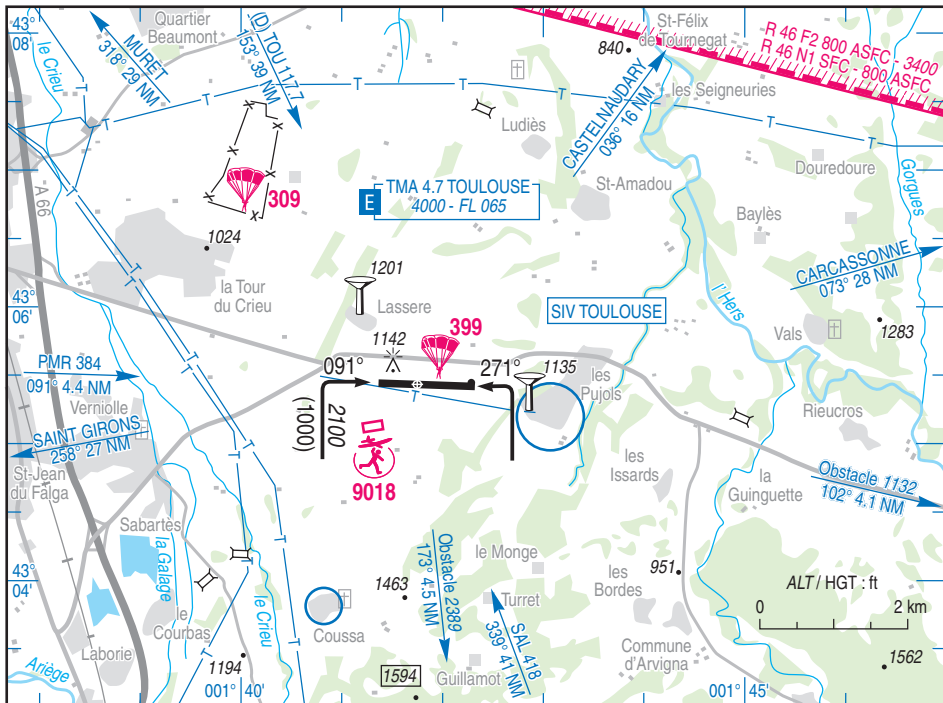 43°
08'
Quartier
Beaumont
le Crieu
MURET
318° 29 NM
(D) TOU 117.7
153° 39 NM
St-Félix
de Tournegat
840
R 46 F2 800 ASFC - 3400
R 46 N1 SFC - 800 ASFC
les Seigneuries
CASTELNAUDARY
036° 16 NM
Ludiès
Douredoure
Gorgues
A 66
309
E
TMA 4.7 TOULOUSE
4000 - FL 065
St-Amadou
Baylès
1024
la Tour
du Crieu
1201
Lassere
CARCASSONNE
073° 28 NM
l'Hers
43°
06'
SIV TOULOUSE
Vals
1283
1142
399
091°
271°
1135
les
Pujols
PMR 384
091° 4.4 NM
Verniolle
2100
(1000)
Rieucros
SAINT GIRONS
258° 27 NM
St-Jean
du Falga
9018
les
Issards
la
Guinguette
Obstacle 1132
102° 4.1 NM
Sabartès
la Galage
Obstacle 2389
173° 4.5 NM
le Monge
43°
04'
1463
Turret
les
Bordes
951
ALT / HGT : ft
0
2 km
le
Courbas
le Crieu
Coussa
SAL 418
339° 41 NM
Commune
d'Arvigna
Laborie
1194
1594
Guillamot
1562
Ariège
001° 40'
001° 45'
T
T
T
T
T
T
T
T
T
T
T